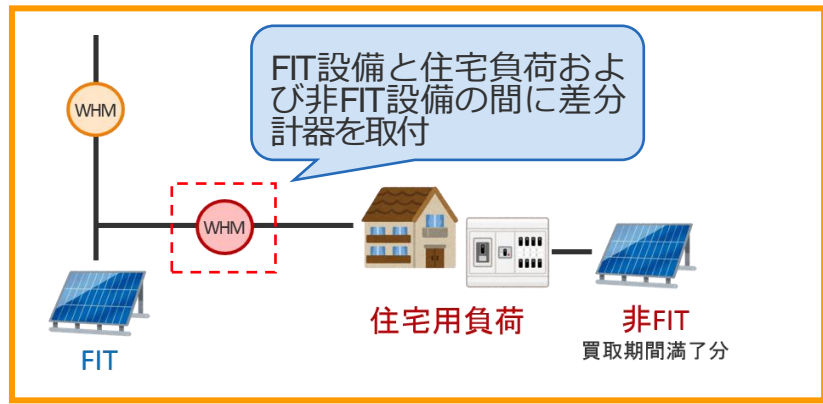 FIT設備と住宅負荷およ
び非FIT設備の間に差分
計器を取付
WHM
WHM
住宅用負荷
非FIT
買取期間満了分
FIT